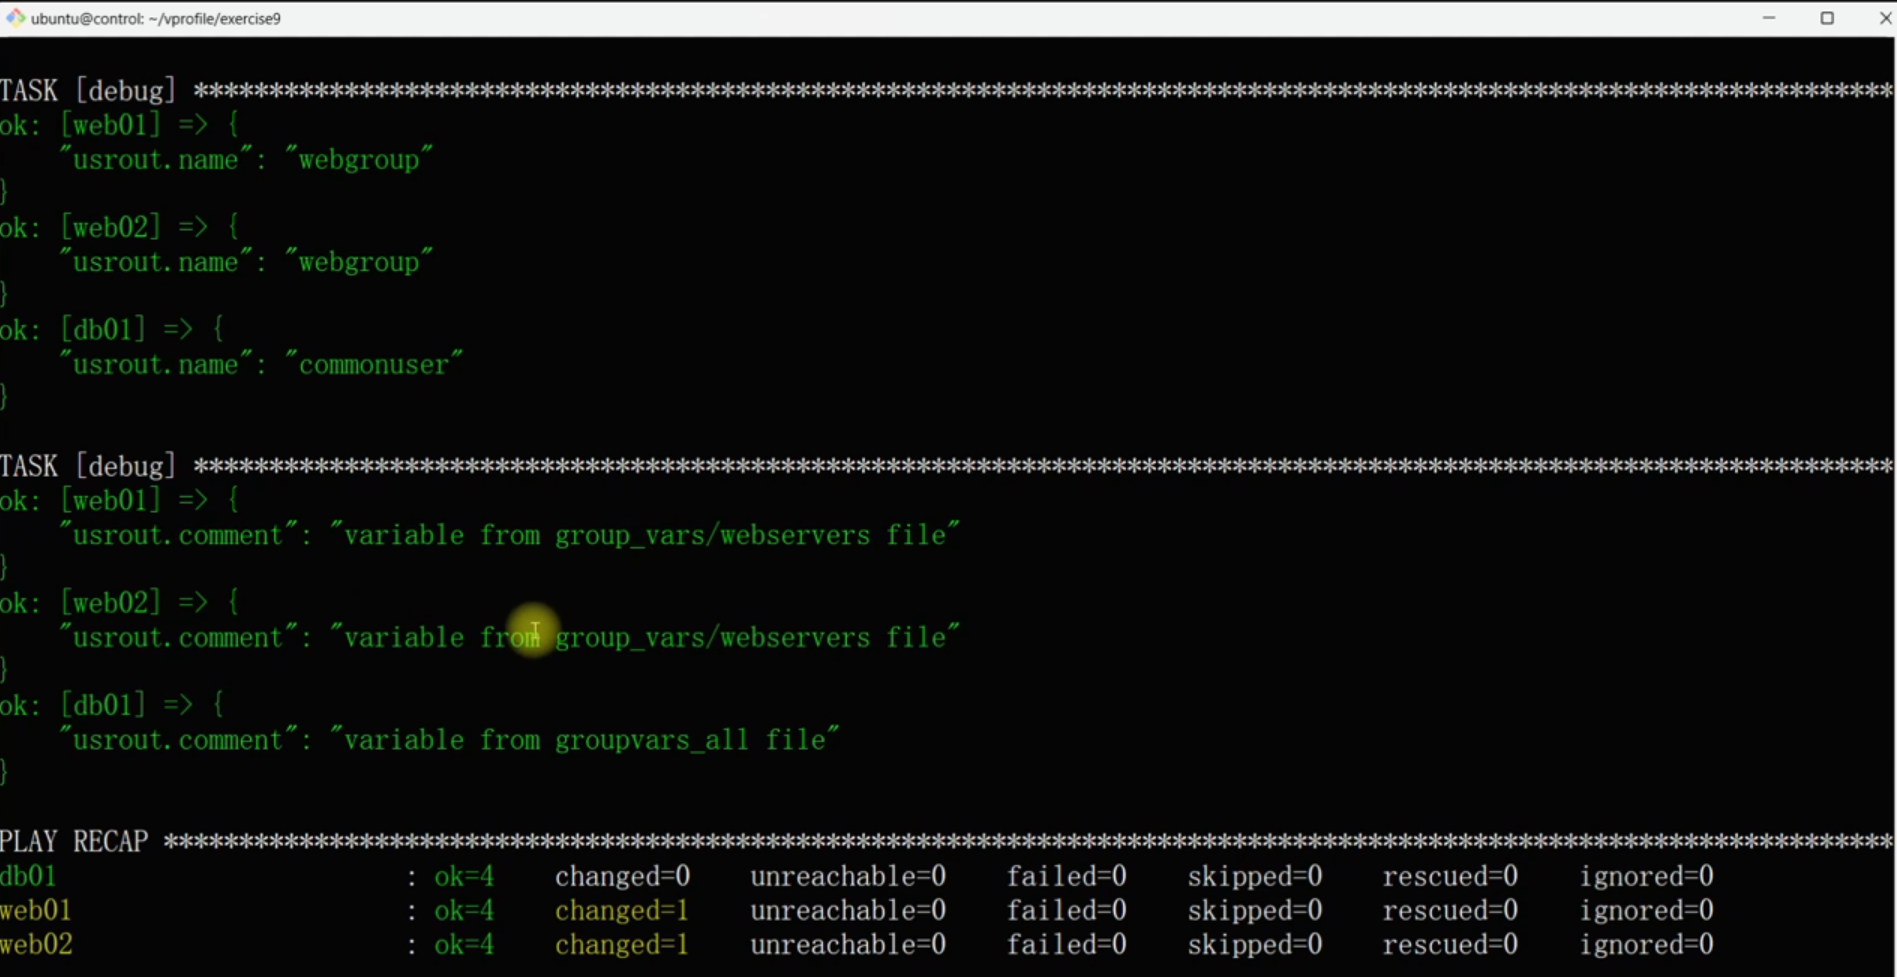 ubuntu@control: ~/vprofile/exercise9
TASK [debug] *****************************************************************************************************************
ok: [web01] => {
    "usrout.name": "webgroup"
}
ok: [web02] => {
    "usrout.name": "webgroup"
}
ok: [db01] => {
    "usrout.name": "commonuser"
}
TASK [debug] *****************************************************************************************************************
ok: [web01] => {
    "usrout.comment": "variable from group_vars/webservers file"
}
ok: [web02] => {
    "usrout.comment": "variable from group_vars/webservers file"
}
ok: [db01] => {
    "usrout.comment": "variable from groupvars_all file"
}
PLAY RECAP *******************************************************************************************************************
db01                       : ok=4    changed=0    unreachable=0    failed=0    skipped=0    rescued=0    ignored=0
web01                      : ok=4    changed=1    unreachable=0    failed=0    skipped=0    rescued=0    ignored=0
web02                      : ok=4    changed=1    unreachable=0    failed=0    skipped=0    rescued=0    ignored=0